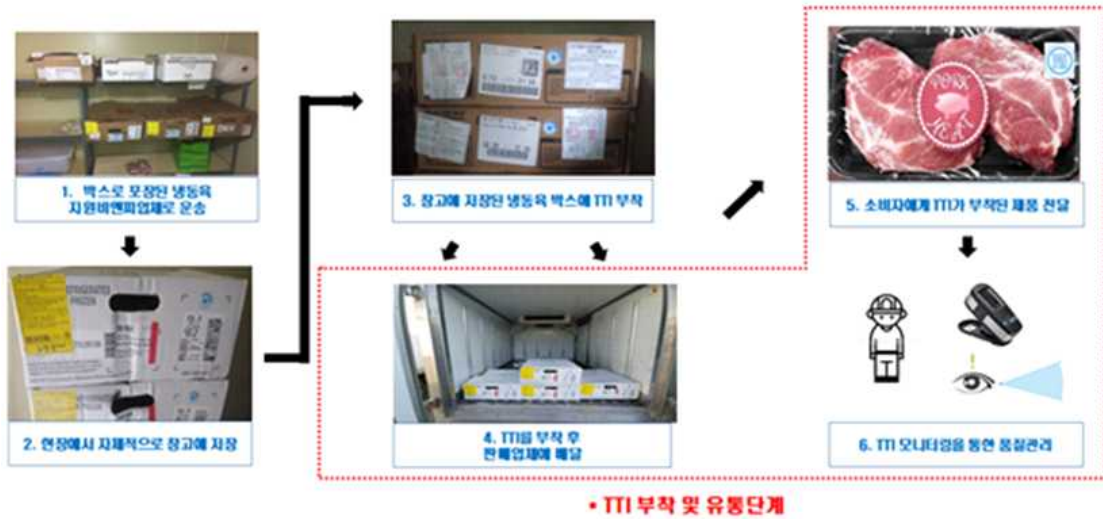 1. 박스로 포장된 냉동육
지원비앤피업체로 운송
2. 현장에서 자체적으로 창고에 저장
3. 창고에 저장된 냉동육 박스에 TTI 부착
4. TTI를 부착 후
판매업체에 배달
PORK
MEAT
5. 소비자에게 TTI가 부착된 제품 전달
6. TTI 모니터링을 통한 품질관리
• TTI 부착 및 유통단계